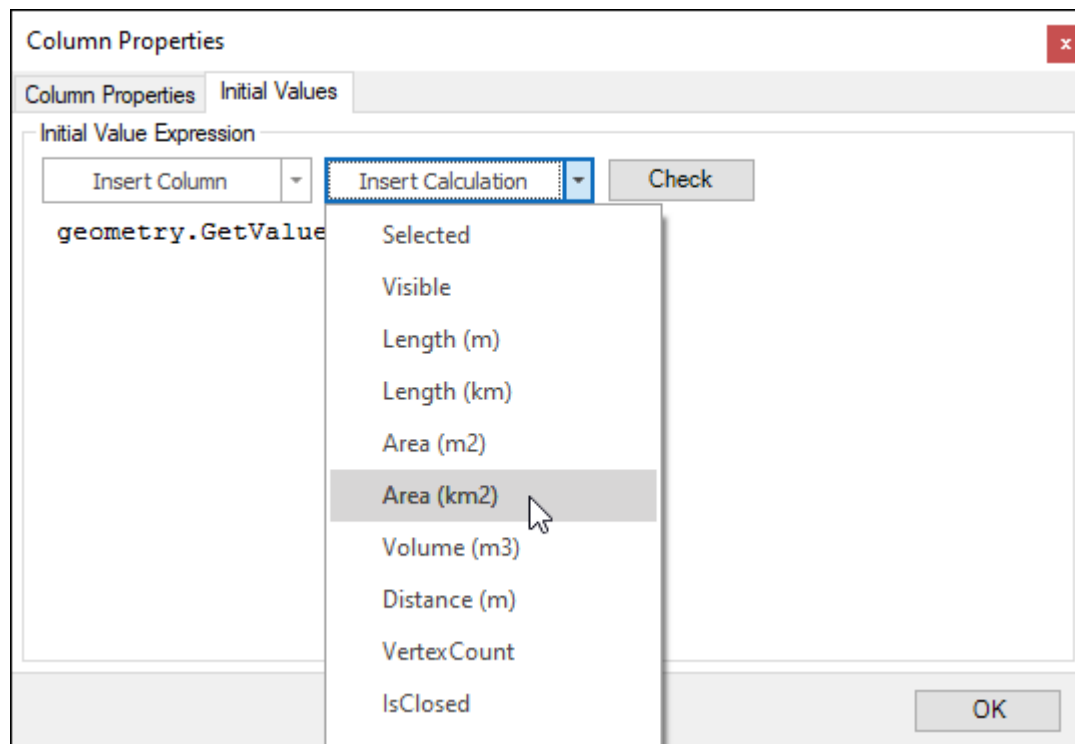 Column Properties
x
Column Properties Initial Values
Initial Value Expression
Insert Column Insert Calculation Check
geometry.GetValue
Selected
Visible
Length (m)
Length (km)
Area (m2)
Area (km2)
Volume (m3)
Distance (m)
VertexCount
IsClosed
OK